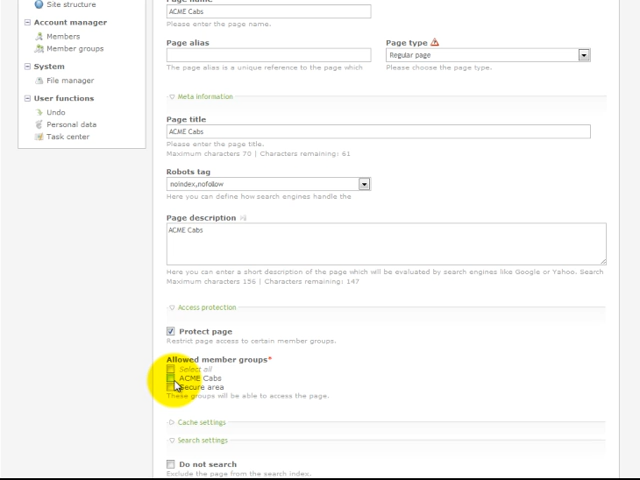 Site structure
Page name
ACME Cabs
Please enter the page name.
Account manager
Members
Member groups
System
File manager
User functions
Undo
Personal data
Task center
Page alias
Page type
Regular page
The page alias is a unique reference to the page which
Please choose the page type.
Meta information
Page title
ACME Cabs
Please enter the page title.
Maximum characters 70 | Characters remaining: 61
Robots tag
noindex,nofollow
Here you can define how search engines handle the
Page description
ACME Cabs
Here you can enter a short description of the page which will be evaluated by search engines like Google or Yahoo. Search
Maximum characters 156 | Characters remaining: 147
Access protection
Protect page
Restrict page access to certain member groups.
Allowed member groups*
Select all
ACME Cabs
Secure area
These groups will be able to access the page.
Cache settings
Search settings
Do not search
Exclude the page from the search index.